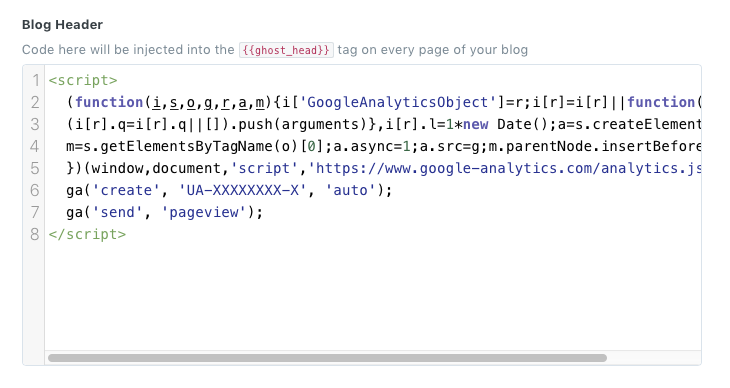 Blog Header
Code here will be injected into the {{ghost_head}} tag on every page of your blog
1 <script>
2 (function(i,s,o,g,r,a,m){i['GoogleAnalyticsObject']=r;i[r]=i[r]||function(
3 (i[r].q=i[r].q||[]).push(arguments)},i[r].l=1*new Date();a=s.createElement
4 m=s.getElementsByTagName(o)[0];a.async=1;a.src=g;m.parentNode.insertBefore
5 })(window,document,'script','https://www.google-analytics.com/analytics.js
6 ga('create', 'UA-XXXXXXXX-X', 'auto');
7 ga('send', 'pageview');
8 </script>